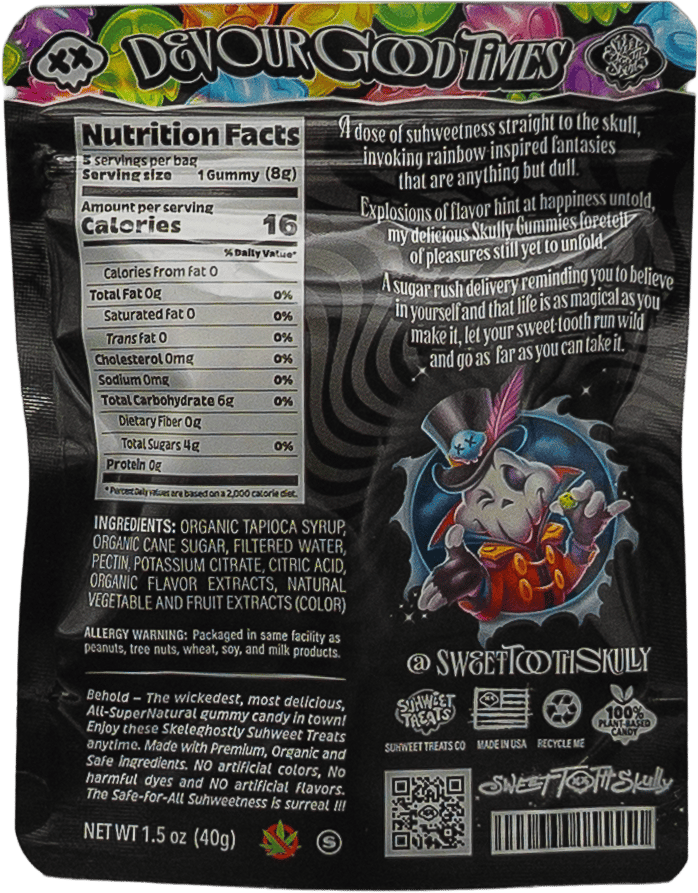 DEVOUR GOOD TIMES
Nutrition Facts
5 servings per bag
Serving size 1 Gummy (8g)
Amount per serving
Calories 16
% Daily Value*
Calories From Fat 0
Total Fat 0g 0%
Saturated Fat 0 0%
Trans fat 0 0%
Cholesterol 0mg 0%
Sodium 0mg 0%
Total Carbohydrate 6g 0%
Dietary Fiber 0g
Total Sugars 4g 0%
Protein 0g
* Percent Daily values are based on a 2,000 calorie diet.
INGREDIENTS: ORGANIC TAPIOCA SYRUP,
ORGANIC CANE SUGAR, FILTERED WATER,
PECTIN, POTASSIUM CITRATE, CITRIC ACID,
ORGANIC FLAVOR EXTRACTS, NATURAL
VEGETABLE AND FRUIT EXTRACTS (COLOR)
ALLERGY WARNING: Packaged in same facility as
peanuts, tree nuts, wheat, soy, and milk products.
Behold – The wickedest, most delicious,
All-SuperNatural gummy candy in town!
Enjoy these Skeleghostly Suhweet Treats
anytime. Made with Premium, Organic and
Safe ingredients. NO artificial colors, No
harmful dyes and NO artificial flavors.
The Safe-for-All Suhweetness is surreal !!!
NET WT 1.5 oz (40g)
S
A dose of suhweetness straight to the skull,
invoking rainbow-inspired fantasies
that are anything but dull.
Explosions of flavor hint at happiness untold,
my delicious Skully Gummies foretell
of pleasures still yet to unfold.
A sugar rush delivery reminding you to believe
in yourself and that life is as magical as you
make it, let your sweet-tooth run wild
and go as far as you can take it.
@ SWEETTOOTHSKULLY
SUHWEET
TREATS
SUHWEET TREATS CO
MADE IN USA
RECYCLE ME
100%
PLANT-BASED
CANDY
SWEET TOOTH SKULLY